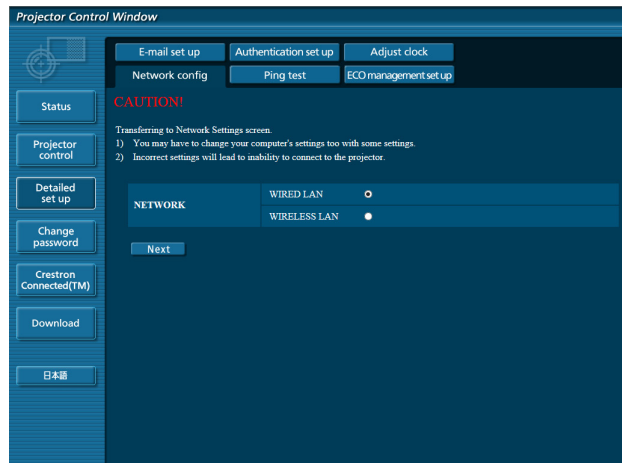 Projector Control Window
E-mail set up
Authentication set up
Adjust clock
Network config
Ping test
ECO management set up
Status
Projector
control
Detailed
set up
Change
password
Crestron
Connected(TM)
Download
日本語
CAUTION!
Transferring to Network Settings screen.
1) You may have to change your computer's settings too with some settings.
2) Incorrect settings will lead to inability to connect to the projector.
NETWORK
WIRED LAN
WIRELESS LAN
Next